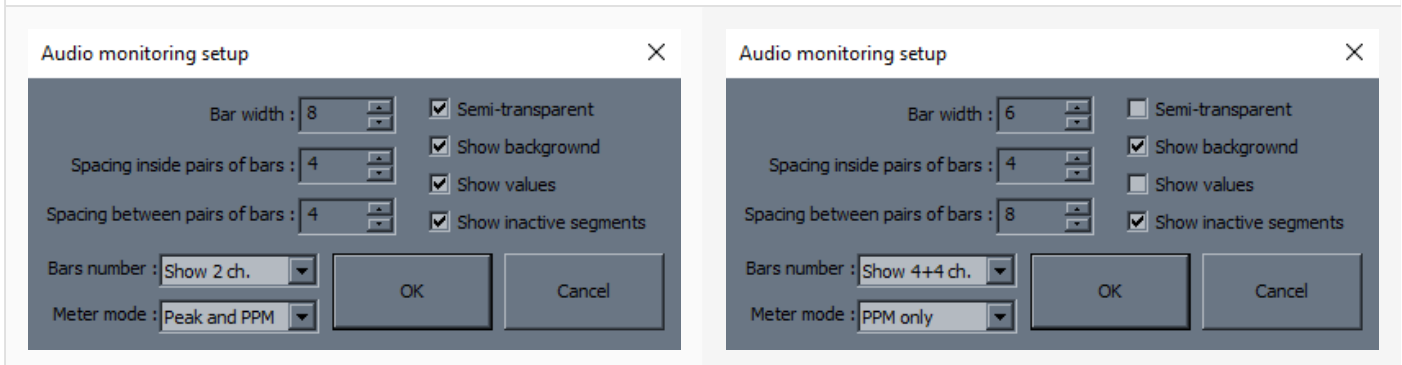 Audio monitoring setup
Bar width : 8
Semi-transparent
Spacing inside pairs of bars : 4
Show backgrownd
Show values
Spacing between pairs of bars : 4
Show inactive segments
Bars number : Show 2 ch.
Meter mode : Peak and PPM
OK
Cancel
Audio monitoring setup
Bar width : 6
Semi-transparent
Spacing inside pairs of bars : 4
Show backgrownd
Show values
Spacing between pairs of bars : 8
Show inactive segments
Bars number : Show 4+4 ch.
Meter mode : PPM only
OK
Cancel